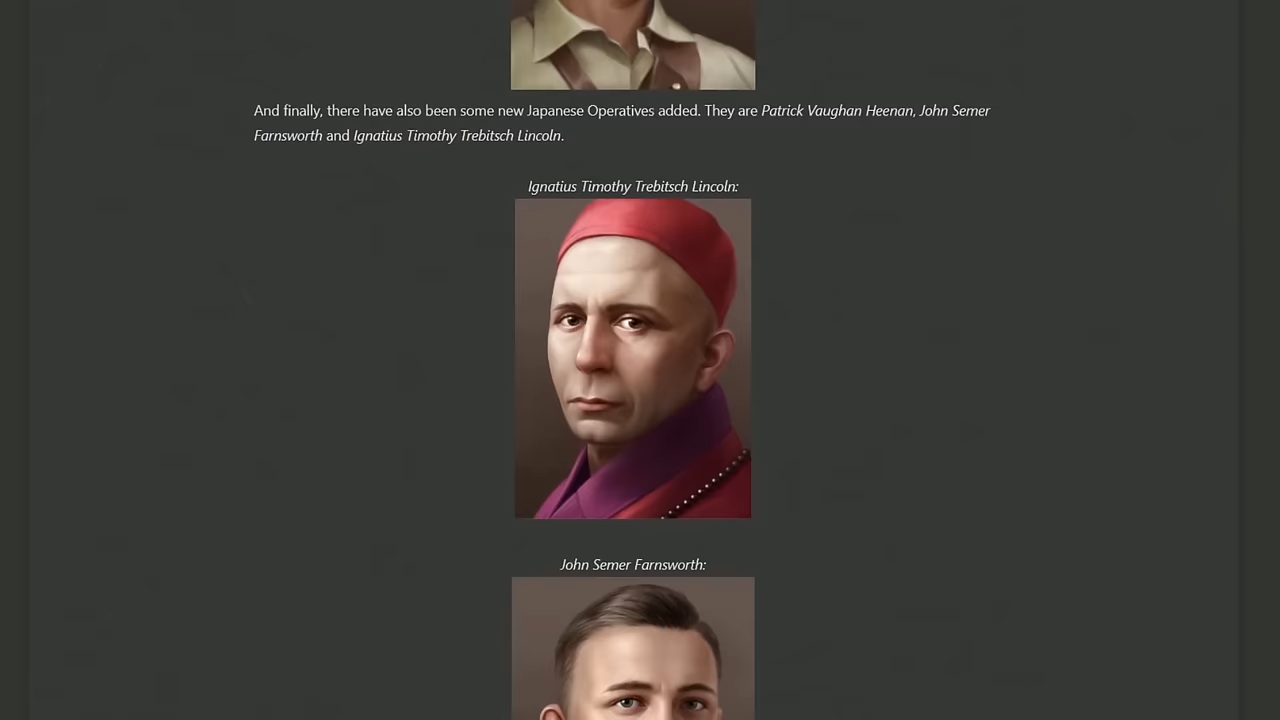 And finally, there have also been some new Japanese Operatives added. They are Patrick Vaughan Heenan, John Semer
Farnsworth and Ignatius Timothy Trebitsch Lincoln.
Ignatius Timothy Trebitsch Lincoln:
John Semer Farnsworth: